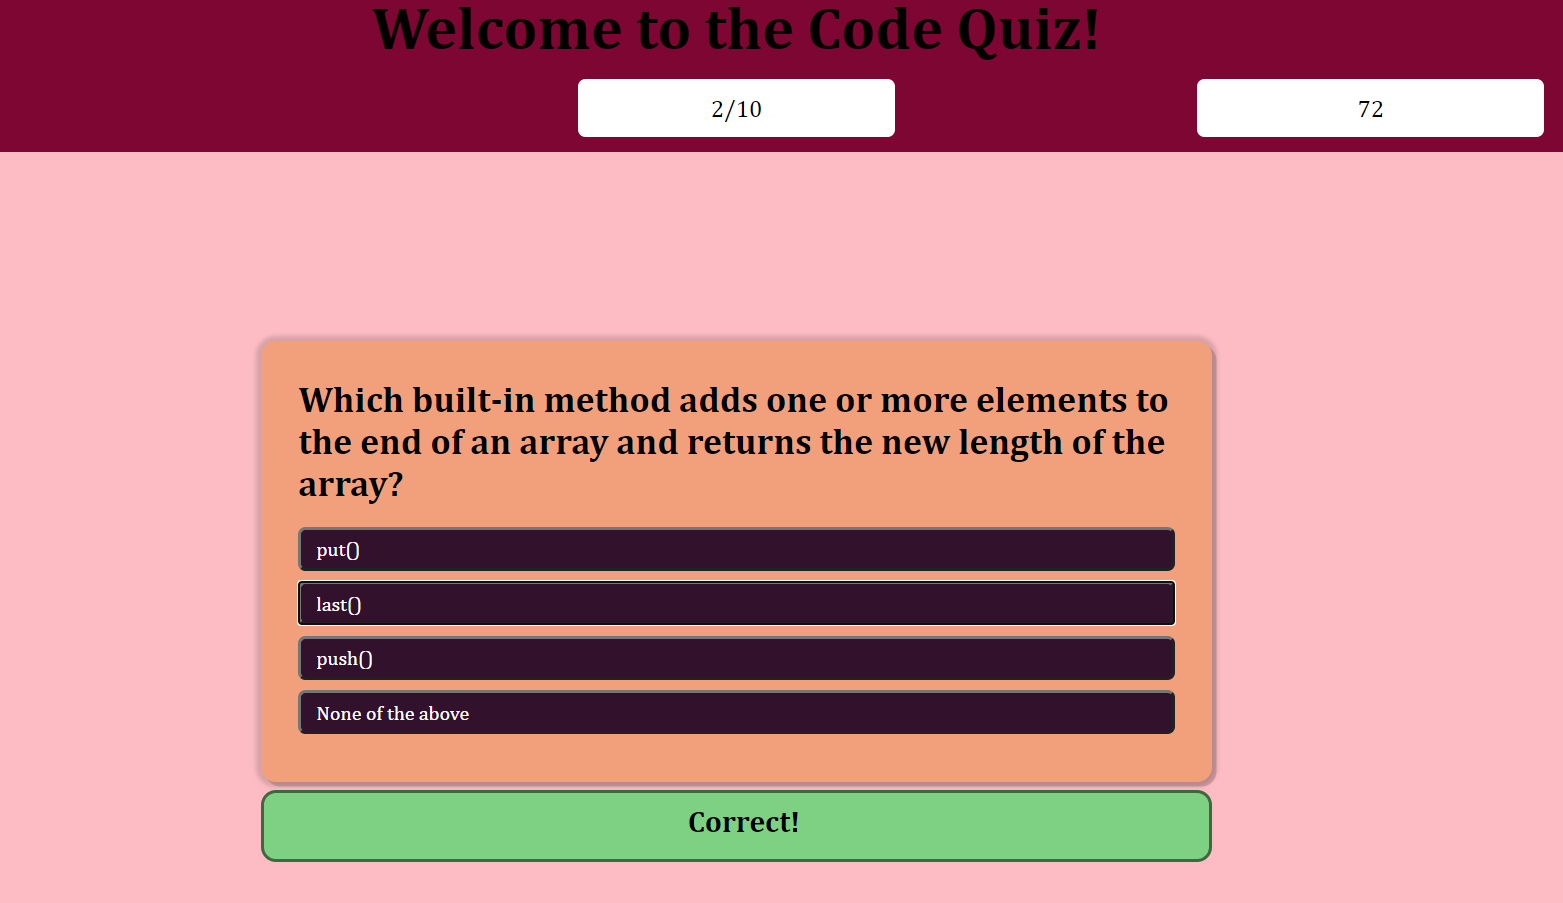 Welcome to the Code Quiz!
2/10
72
Which built-in method adds one or more elements to
the end of an array and returns the new length of the
array?
put()
last()
push()
None of the above
Correct!